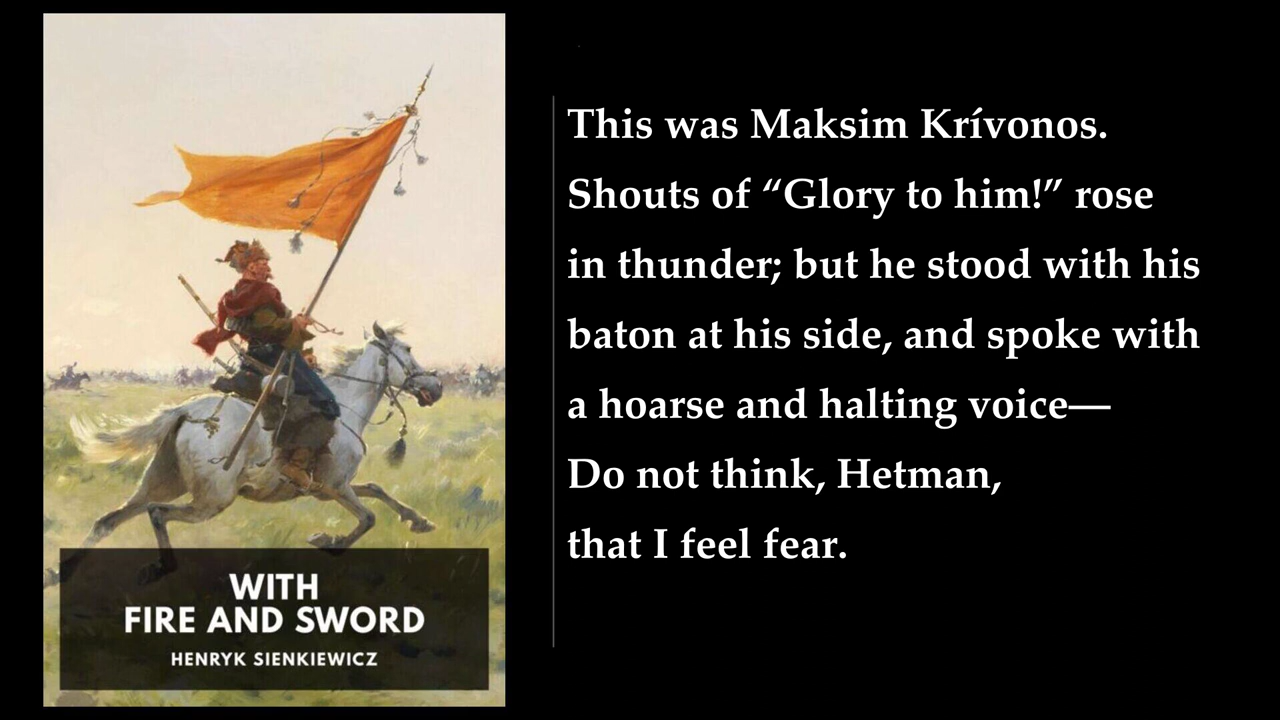 WITH
FIRE AND SWORD
HENRYK SIENKIEWICZ
This was Maksim Krívonos.
Shouts of “Glory to him!” rose
in thunder; but he stood with his
baton at his side, and spoke with
a hoarse and halting voice—
Do not think, Hetman,
that I feel fear.